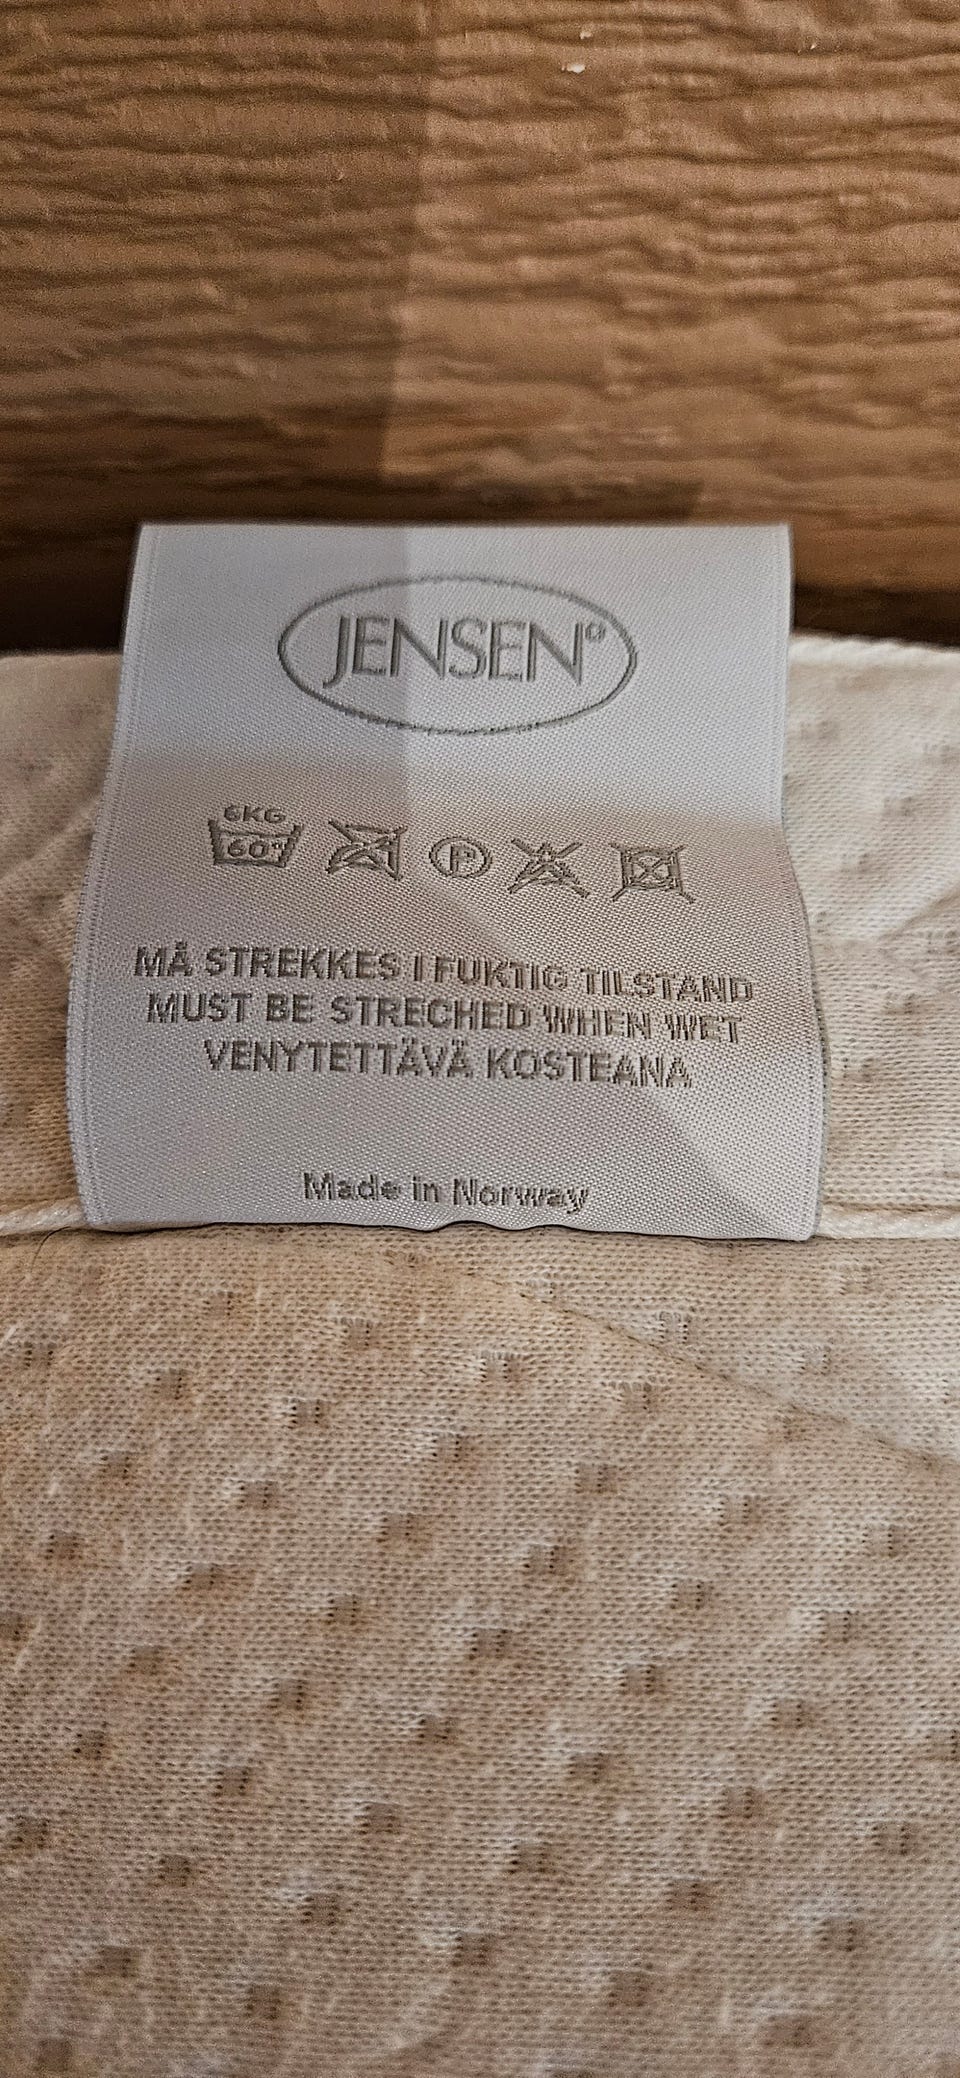 JENSEN®
6KG
60° P
MÅ STREKKES I FUKTIG TILSTAND
MUST BE STRECHED WHEN WET
VENYTETTÄVÄ KOSTEANA
Made in Norway